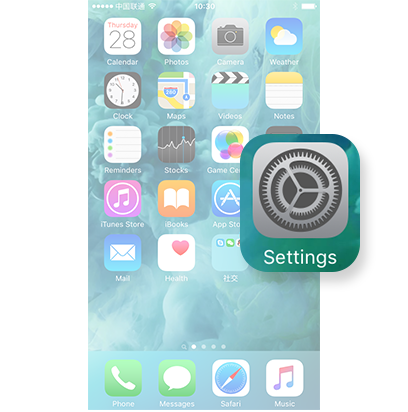 中国联通 10:30
Thursday
28
Calendar Photos Camera Weather
280
Clock Maps Videos Notes
Reminders Stocks Game Cen
iTunes Store iBooks App Sto
Settings
Mail Health 社交
Phone Messages Safari Music